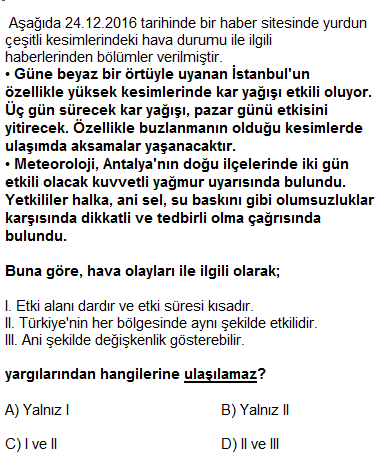 Aşağıda 24.12.2016 tarihinde bir haber sitesinde yurdun
çeşitli kesimlerindeki hava durumu ile ilgili
haberlerinden bölümler verilmiştir.
• Güne beyaz bir örtüyle uyanan İstanbul'un
özellikle yüksek kesimlerinde kar yağışı etkili oluyor.
Üç gün sürecek kar yağışı, pazar günü etkisini
yitirecek. Özellikle buzlanmanın olduğu kesimlerde
ulaşımda aksamalar yaşanacaktır.
• Meteoroloji, Antalya'nın doğu ilçelerinde iki gün
etkili olacak kuvvetli yağmur uyarısında bulundu.
Yetkililer halka, ani sel, su baskını gibi olumsuzluklar
karşısında dikkatli ve tedbirli olma çağrısında
bulundu.
Buna göre, hava olayları ile ilgili olarak;
I. Etki alanı dardır ve etki süresi kısadır.
II. Türkiye'nin her bölgesinde aynı şekilde etkilidir.
III. Ani şekilde değişkenlik gösterebilir.
yargılarından hangilerine ulaşılamaz?
A) Yalnız I B) Yalnız II
C) I ve II D) II ve III